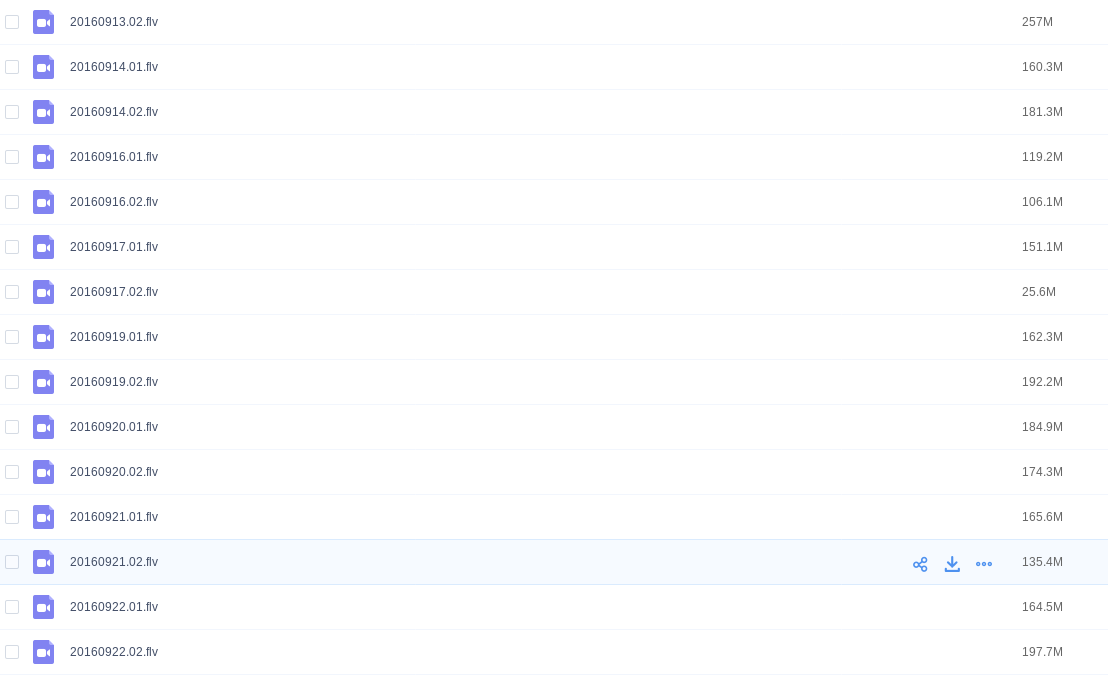 20160913.02.flv 257M
20160914.01.flv 160.3M
20160914.02.flv 181.3M
20160916.01.flv 119.2M
20160916.02.flv 106.1M
20160917.01.flv 151.1M
20160917.02.flv 25.6M
20160919.01.flv 162.3M
20160919.02.flv 192.2M
20160920.01.flv 184.9M
20160920.02.flv 174.3M
20160921.01.flv 165.6M
20160921.02.flv 135.4M
20160922.01.flv 164.5M
20160922.02.flv 197.7M